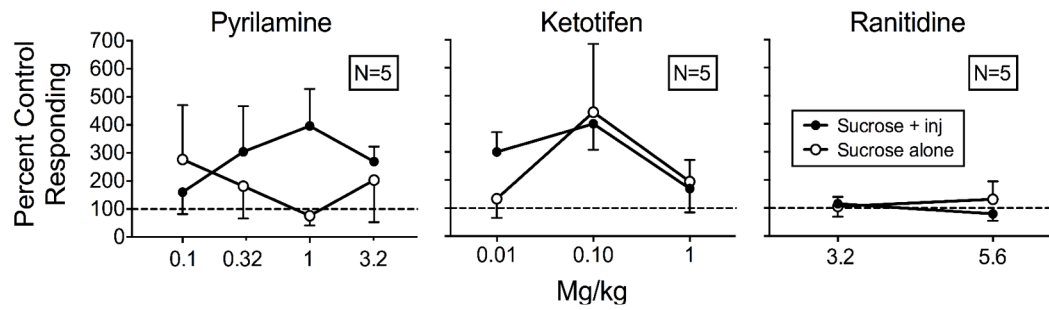 Pyrilamine
Ketotifen
Ranitidine
Percent Control
Responding
700
600
500
400
300
200
100
0
N=5
N=5
N=5
Sucrose + inj
Sucrose alone
0.1 0.32 1 3.2
0.01 0.10 1
3.2 5.6
Mg/kg